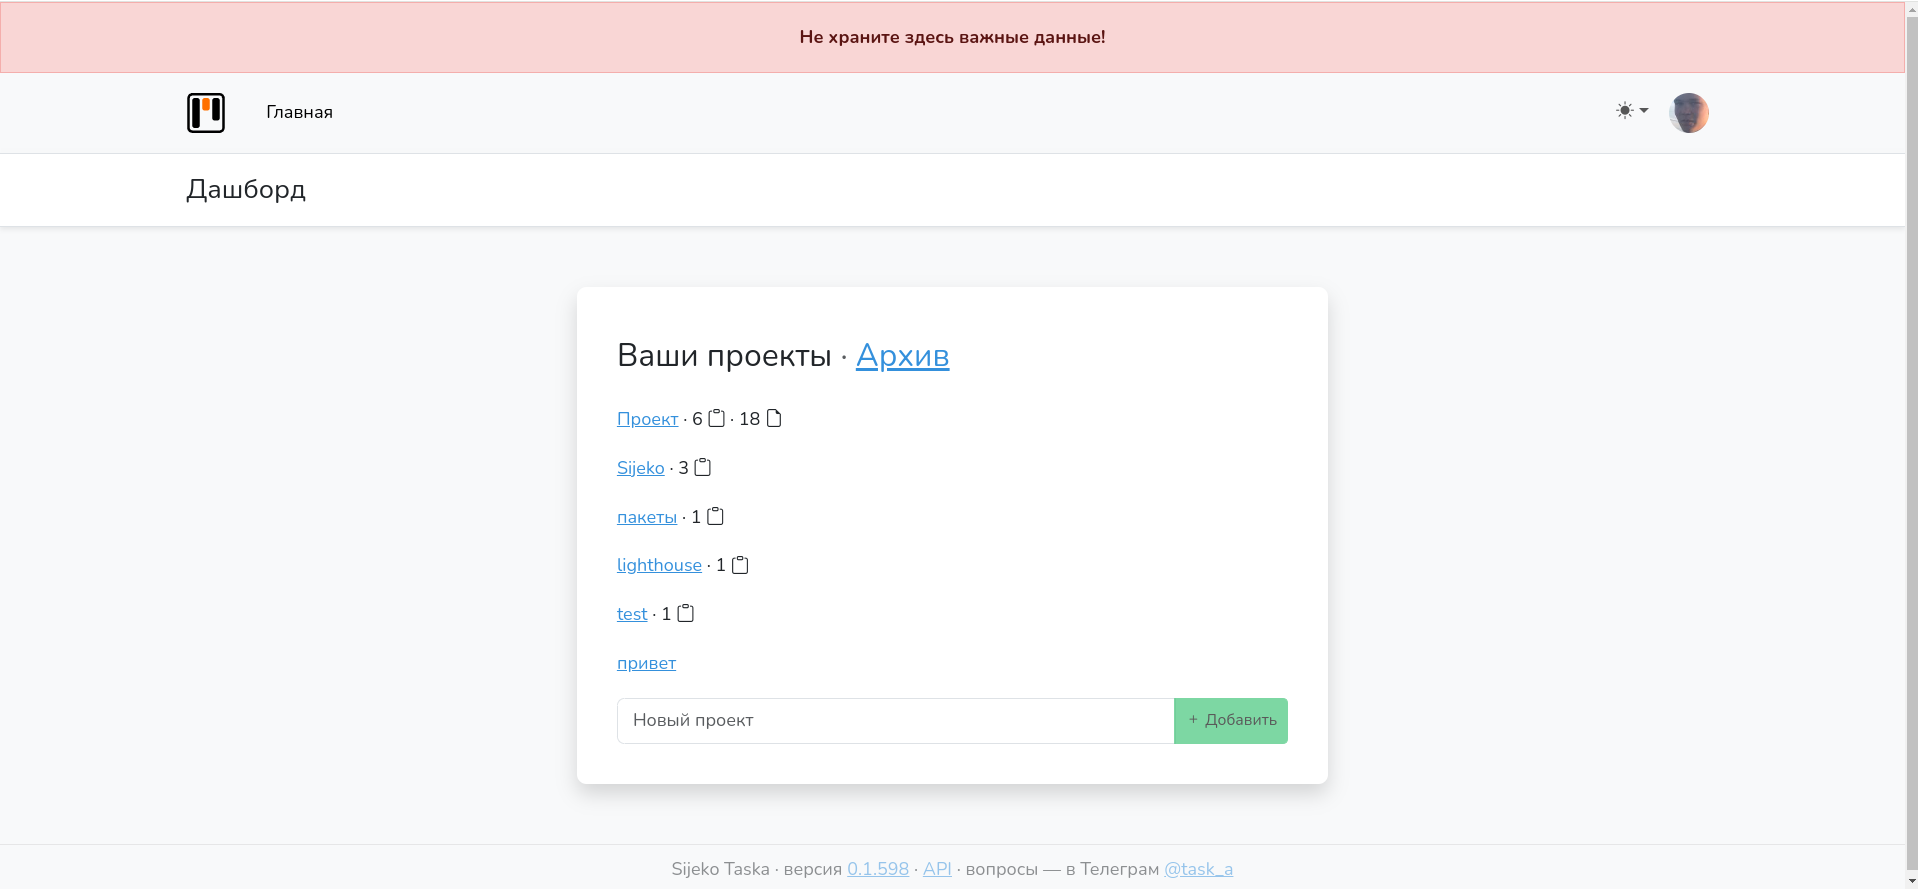 Не храните здесь важные данные!
Главная
Дашборд
Ваши проекты · Архив
Проект · 6 · 18
Sijeko · 3
пакеты · 1
lighthouse · 1
test · 1
привет
Новый проект
+ Добавить
Sijeko Taska · версия 0.1.598 · API · вопросы — в Телеграм @task_a